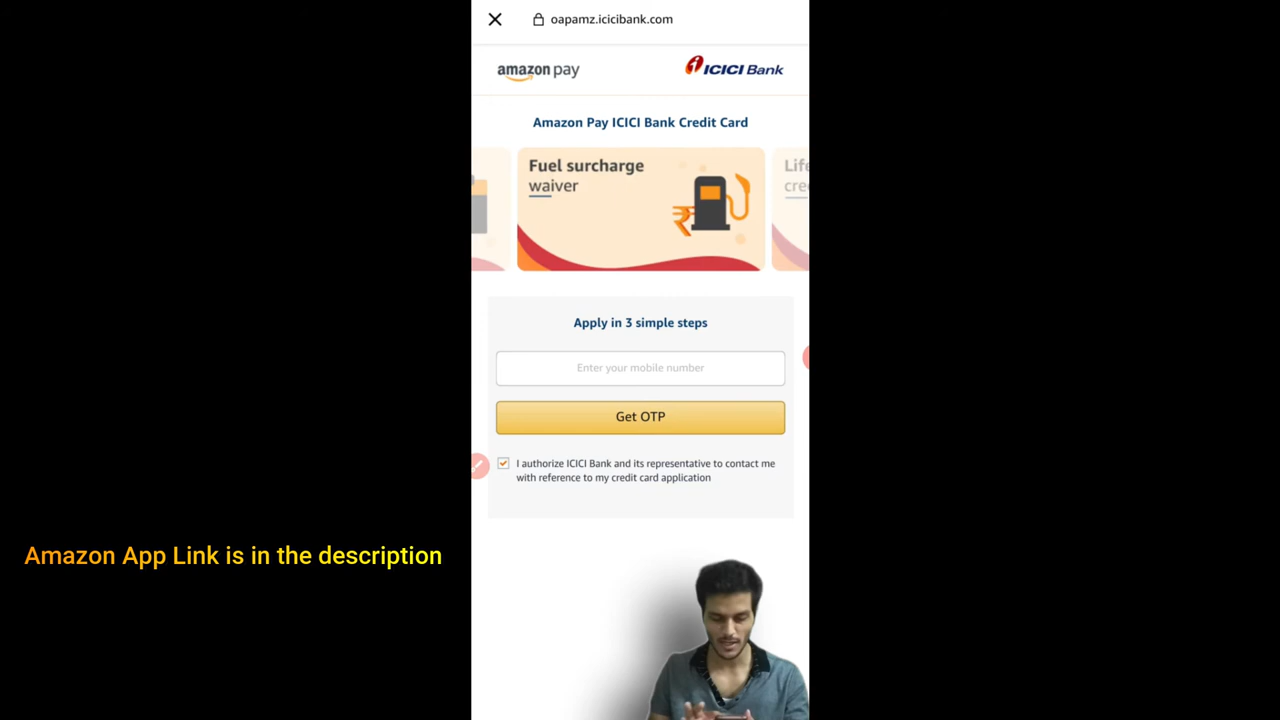 oapamz.icicibank.com
amazon pay
ICICI Bank
Amazon Pay ICICI Bank Credit Card
Fuel surcharge
waiver
Life
cre
Apply in 3 simple steps
Enter your mobile number
Get OTP
I authorize ICICI Bank and its representative to contact me
with reference to my credit card application
Amazon App Link is in the description